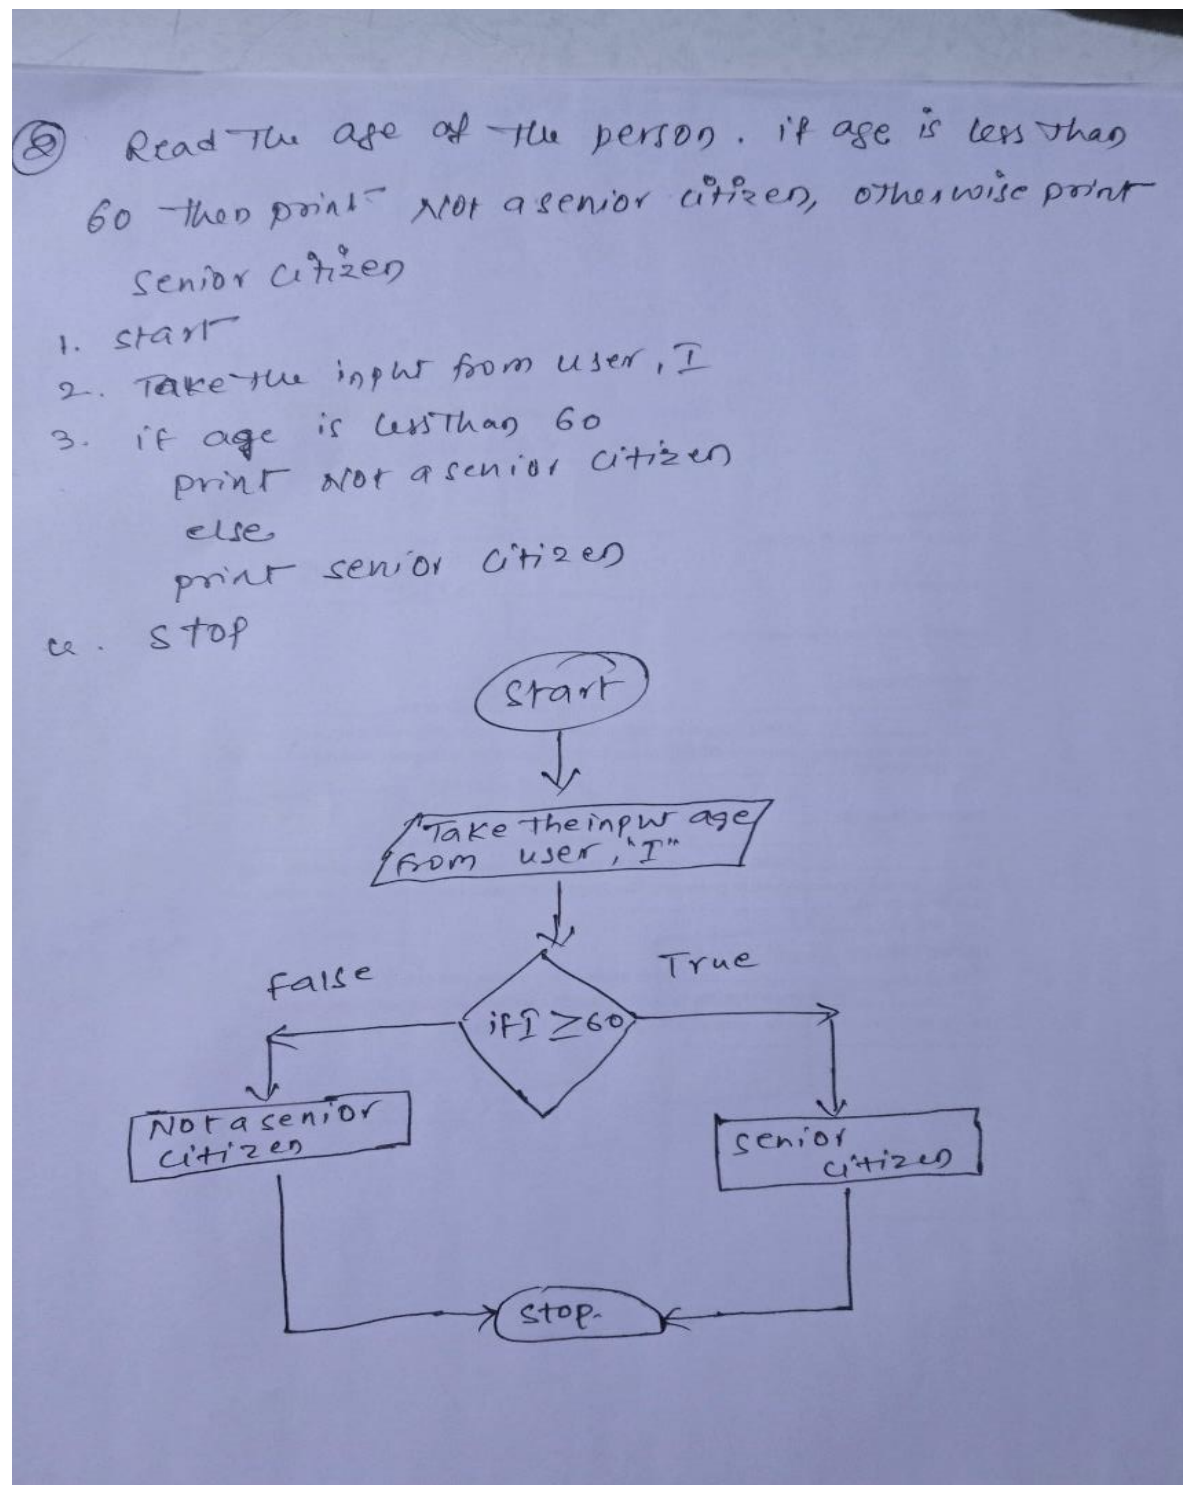 ⑧ Read The age of the person. if age is less than
60 then print Not a senior citizen, otherwise print
Senior citizen
1. start
2. Take the input from user, I
3. if age is less than 60
print Not a senior citizen
else
print senior citizen
4. stop
Start
Take the input age
from user, "I"
False
True
if I ≥ 60
Not a senior
citizen
senior
citizen
stop.